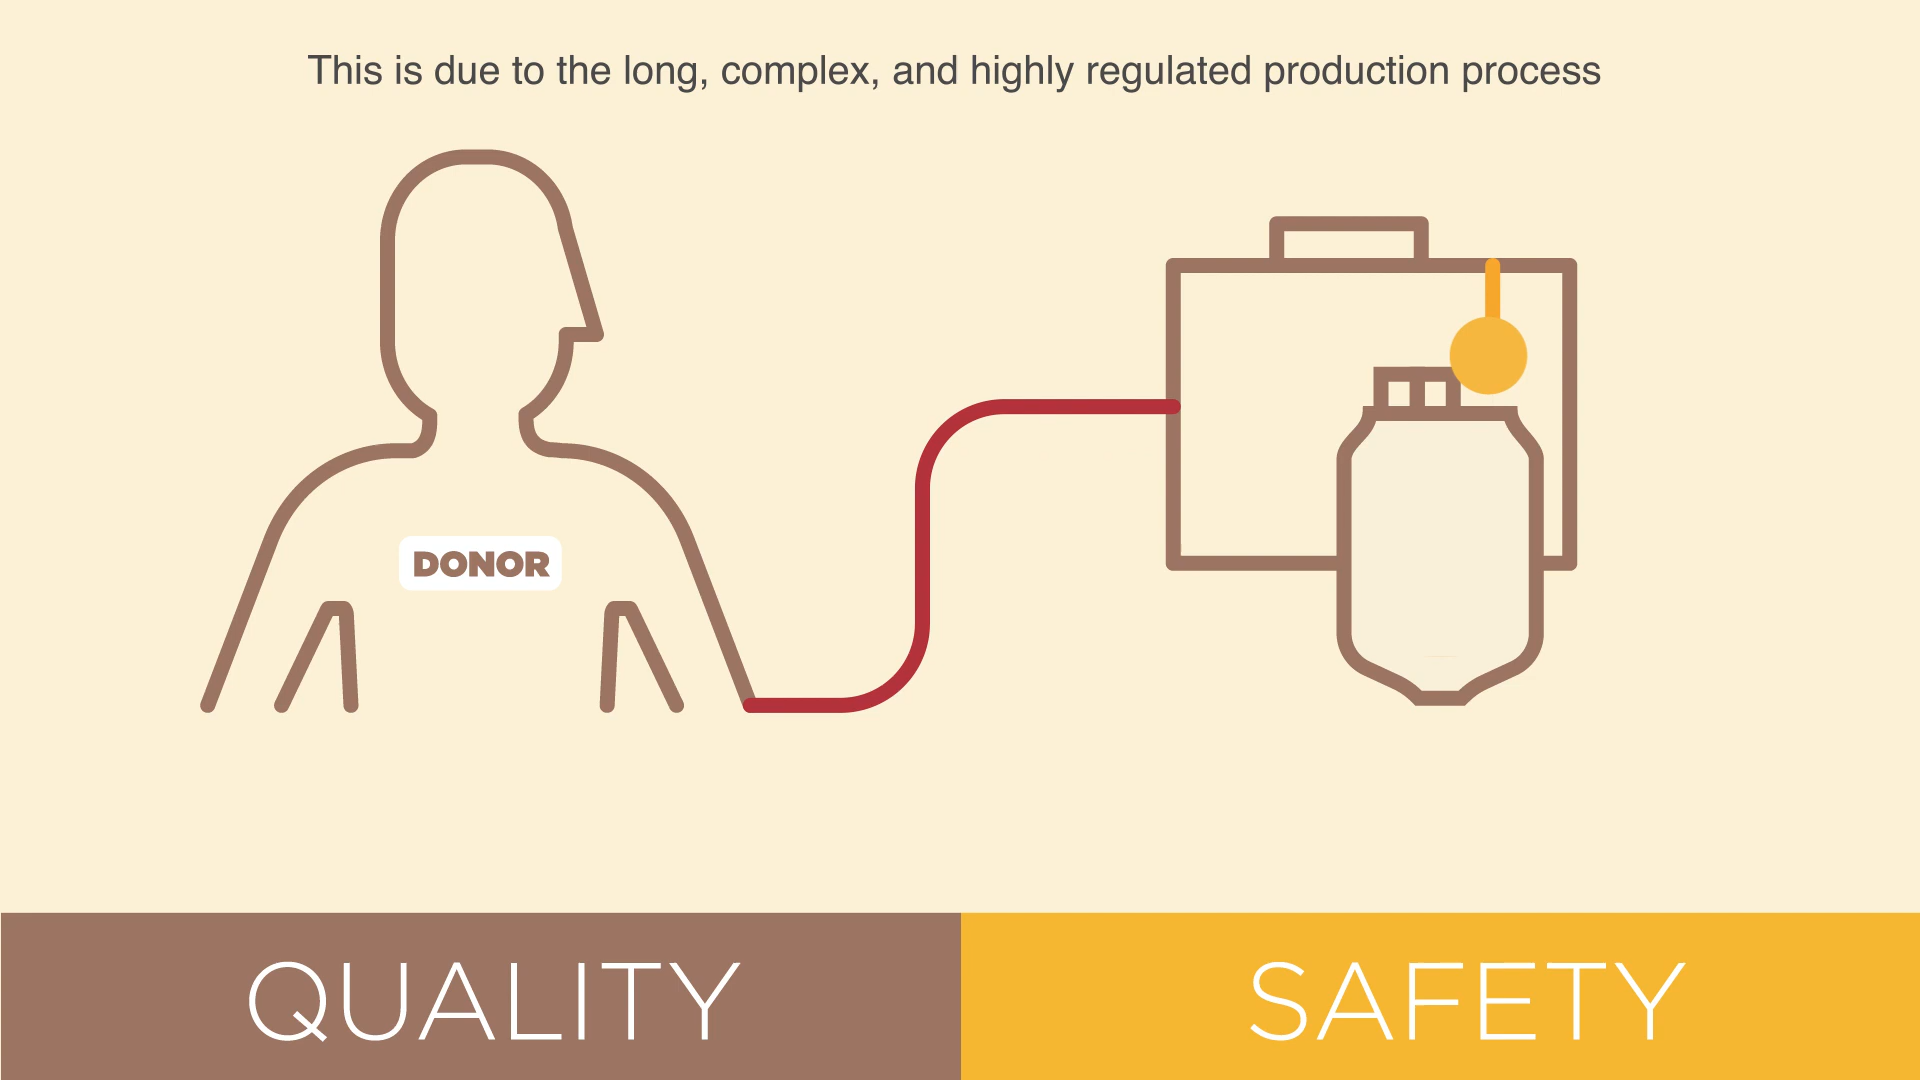 This is due to the long, complex, and highly regulated production process
DONOR
QUALITY
SAFETY